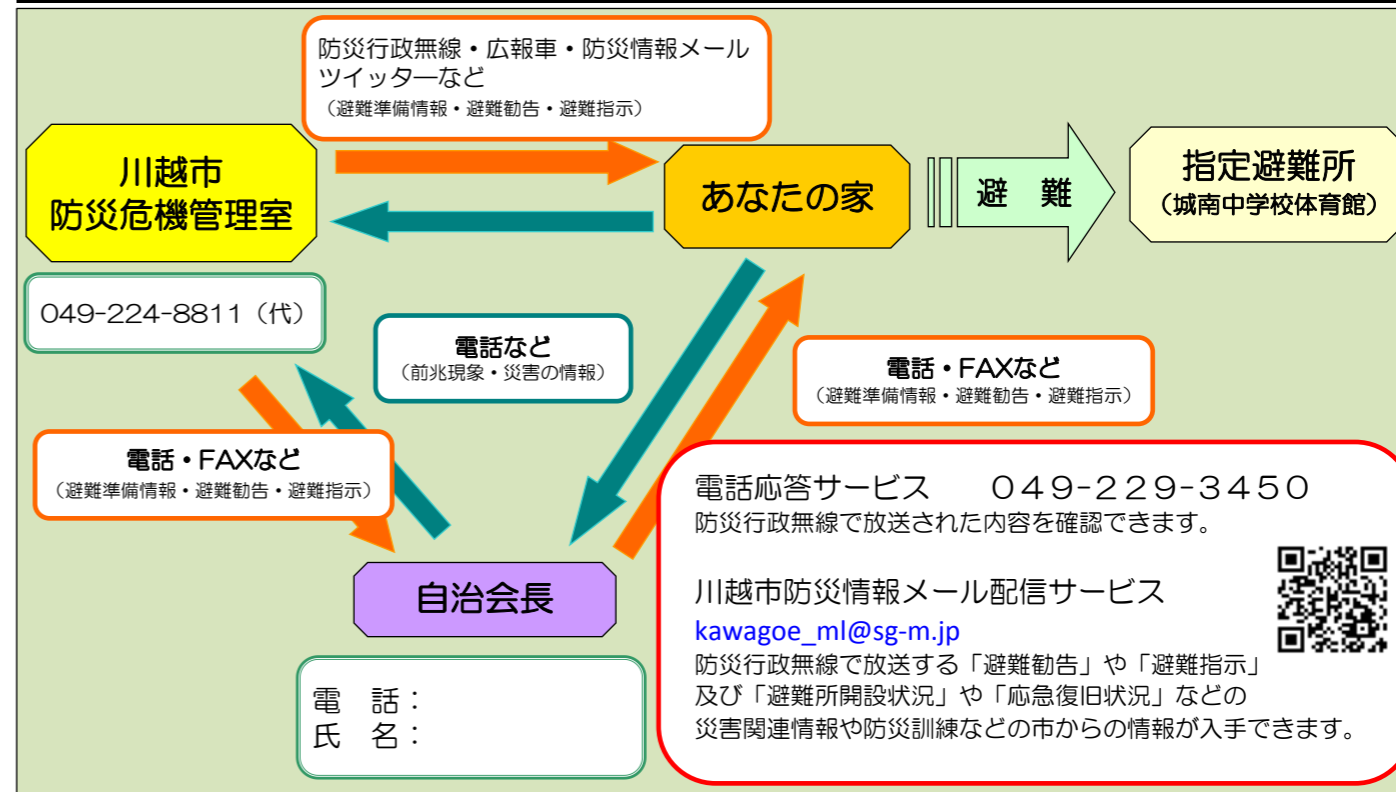 防災行政無線・広報車・防災情報メール
ツイッターなど
（避難準備情報・避難勧告・避難指示）
川越市
防災危機管理室
あなたの家
避　難
指定避難所
（城南中学校体育館）
049-224-8811（代）
電話など
（前兆現象・災害の情報）
電話・FAXなど
（避難準備情報・避難勧告・避難指示）
電話・FAXなど
（避難準備情報・避難勧告・避難指示）
自治会長
電　話：
氏　名：
電話応答サービス　　０４９-２２９-３４５０
防災行政無線で放送された内容を確認できます。
川越市防災情報メール配信サービス
kawagoe_ml@sg-m.jp
防災行政無線で放送する「避難勧告」や「避難指示」
及び「避難所開設状況」や「応急復旧状況」などの
災害関連情報や防災訓練などの市からの情報が入手できます。